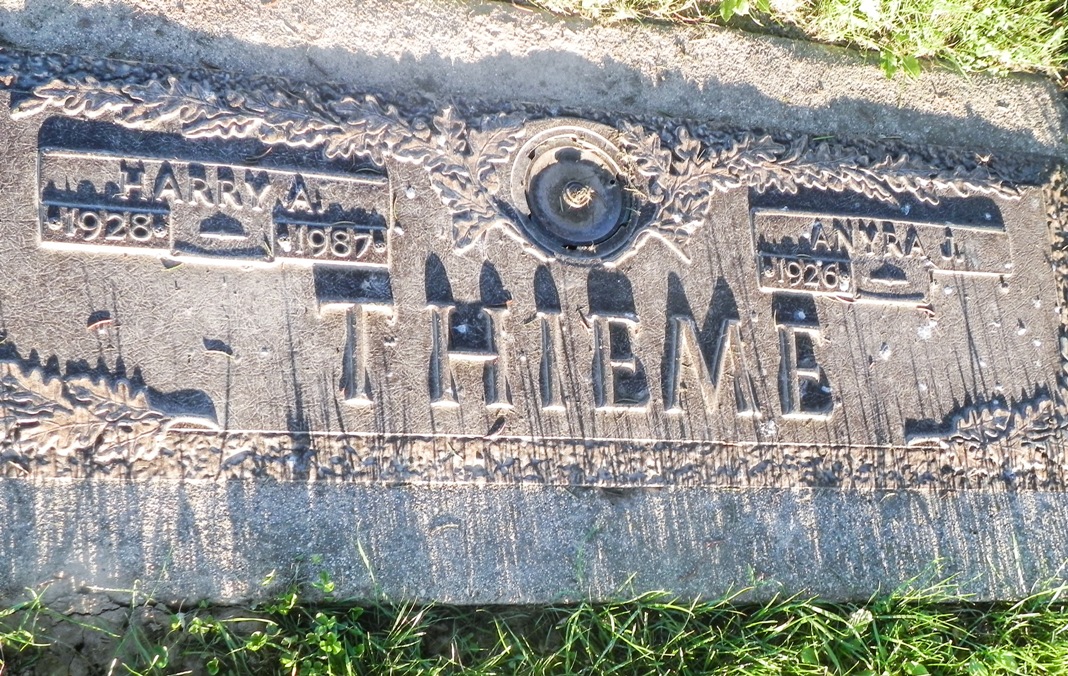 HARRY A.
1928 1987
ANYRA J.
1926
THIEME